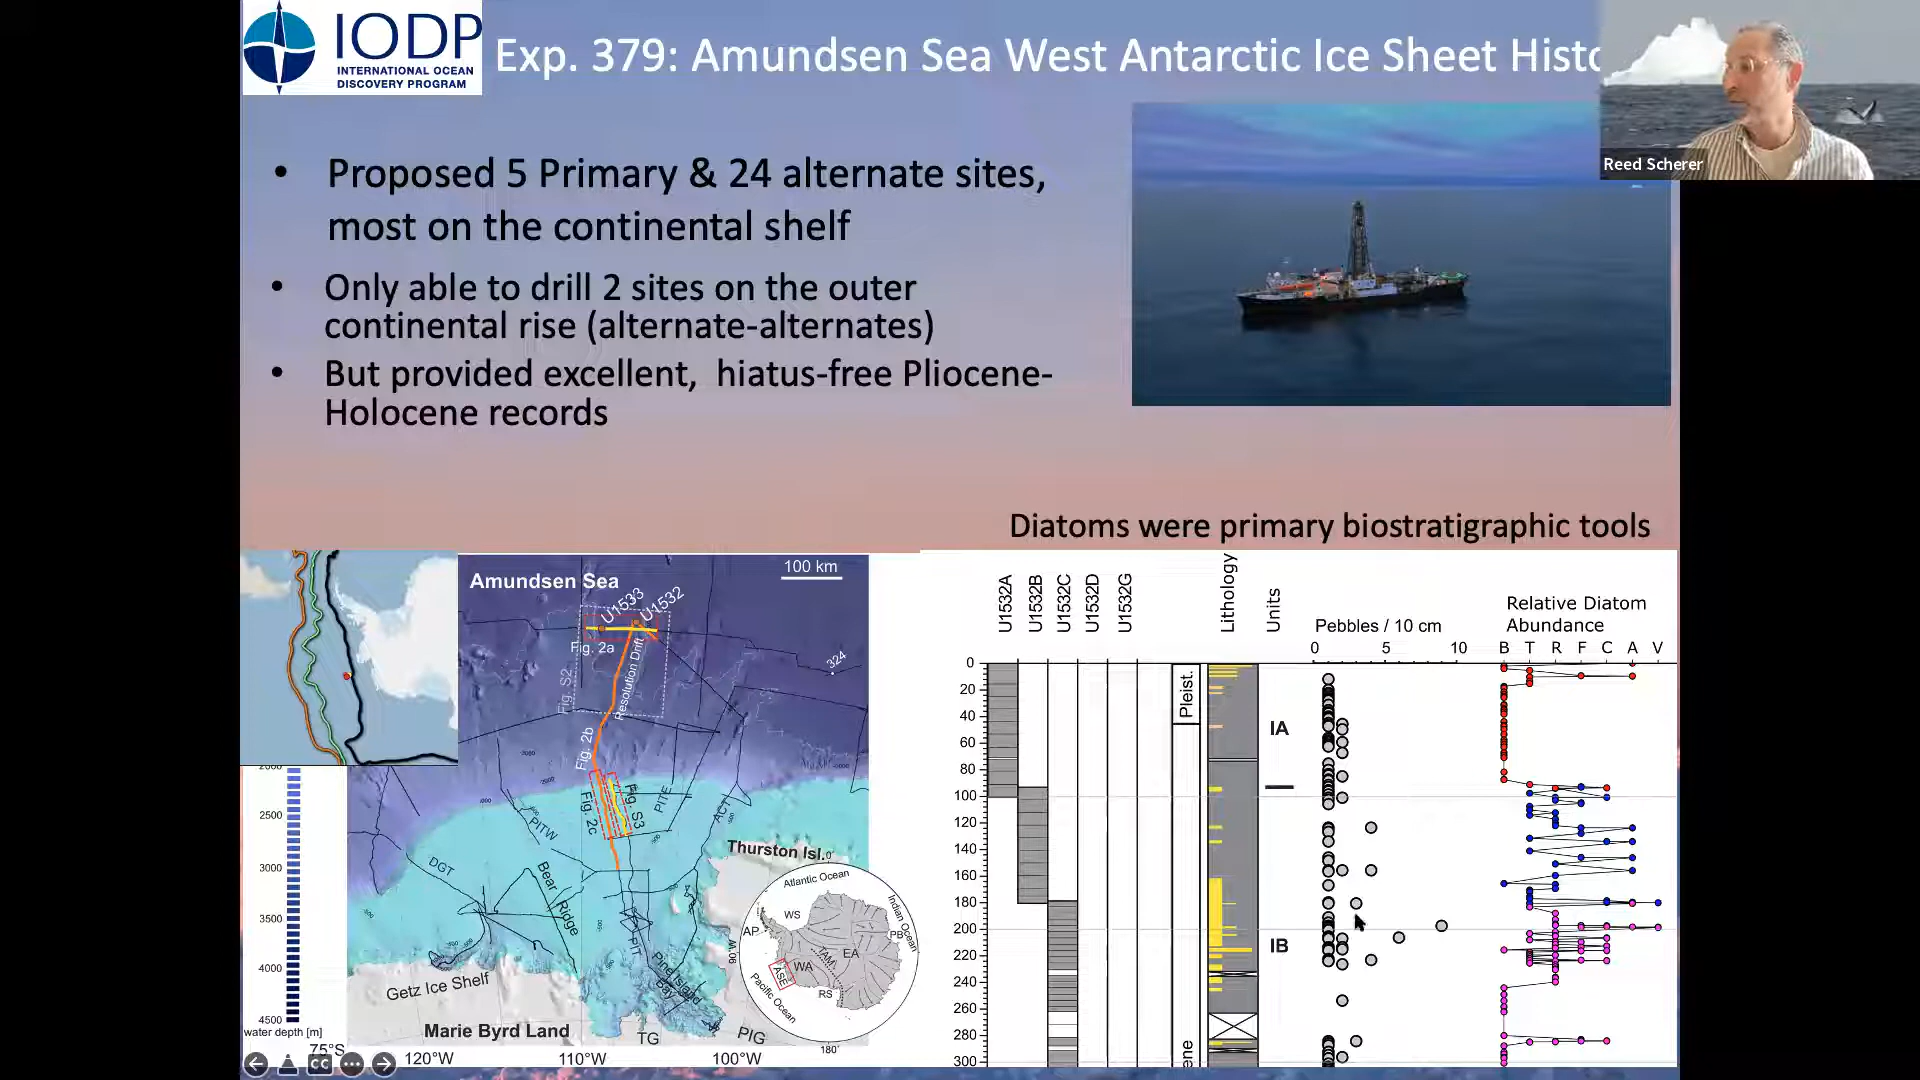 IODP
INTERNATIONAL OCEAN
DISCOVERY PROGRAM
Exp. 379: Amundsen Sea West Antarctic Ice Sheet Histo
Reed Scherer
• Proposed 5 Primary & 24 alternate sites,
most on the continental shelf
• Only able to drill 2 sites on the outer
continental rise (alternate-alternates)
• But provided excellent, hiatus-free Pliocene-
Holocene records
Diatoms were primary biostratigraphic tools
Amundsen Sea
100 km
U1533
U1532
Fig. 2a
324
Fig. S2
Resolution Drift
Fig. 2b
Fig. 2c
Fig. S3
PITE
PITW
ACT
DGT
Bear Ridge
PIT
Thurston Isl.
Pine Island
Bay
Getz Ice Shelf
Marie Byrd Land
TG
PIG
2500
3000
3500
4000
4500
water depth [m]
75°S
120°W
110°W
100°W
Atlantic Ocean
Indian Ocean
Pacific Ocean
WS
AP
PB
EA
TAM
WA
ASE
RS
90°W
180°
CC
U1532A
U1532B
U1532C
U1532D
U1532G
Lithology
Units
Pebbles / 10 cm
0 5 10
Relative Diatom
Abundance
B T R F C A V
0
20
40
60
80
100
120
140
160
180
200
220
240
260
280
300
Pleist.
ene
IA
IB